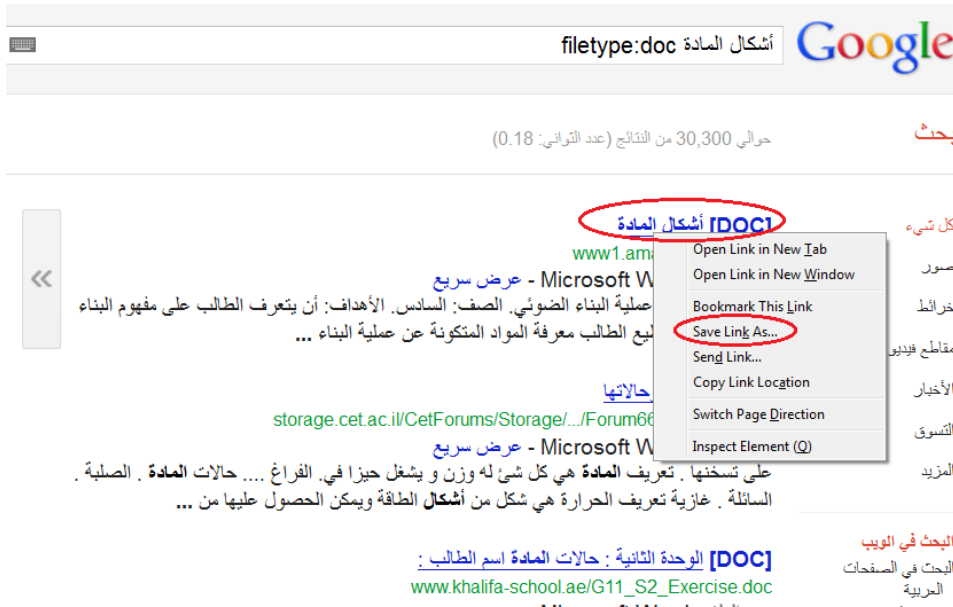 Google
أشكال المادة filetype:doc
بحث
حوالي 30,300 من النتائج (عدد الثواني: 0.18)
كل شيء
صور
خرائط
مقاطع فيديو
الأخبار
التسوق
المزيد
البحث في الويب
البحث في الصفحات
العربية
[DOC] أشكال المادة
www1.ama
Microsoft W - عرض سريع
عملية البناء الضوئي. الصف: السادس. الأهداف: أن يتعرف الطالب على مفهوم البناء
معرفة المواد المتكونة عن عملية البناء ...
Open Link in New Tab
Open Link in New Window
Bookmark This Link
Save Link As...
Send Link...
Copy Link Location
Switch Page Direction
Inspect Element (Q)
حالاتها
storage.cet.ac.il/CetForums/Storage/.../Forum66
Microsoft W - عرض سريع
على تسخنها . تعريف المادة هي كل شئ له وزن و يشغل حيزا في. الفراغ .... حالات المادة . الصلبة .
السائلة . غازية تعريف الحرارة هي شكل من أشكال الطاقة ويمكن الحصول عليها من ...
[DOC] الوحدة الثانية : حالات المادة اسم الطالب :
www.khalifa-school.ae/G11_S2_Exercise.doc